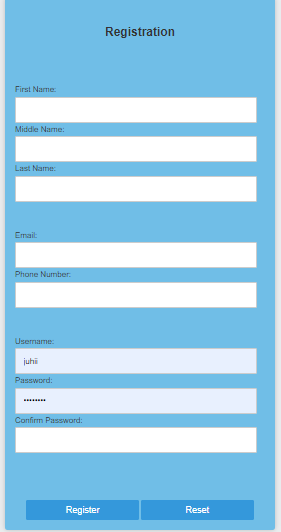 Registration
First Name:
Middle Name:
Last Name:
Email:
Phone Number:
Username:
juhii
Password:
••••••••
Confirm Password:
Register Reset